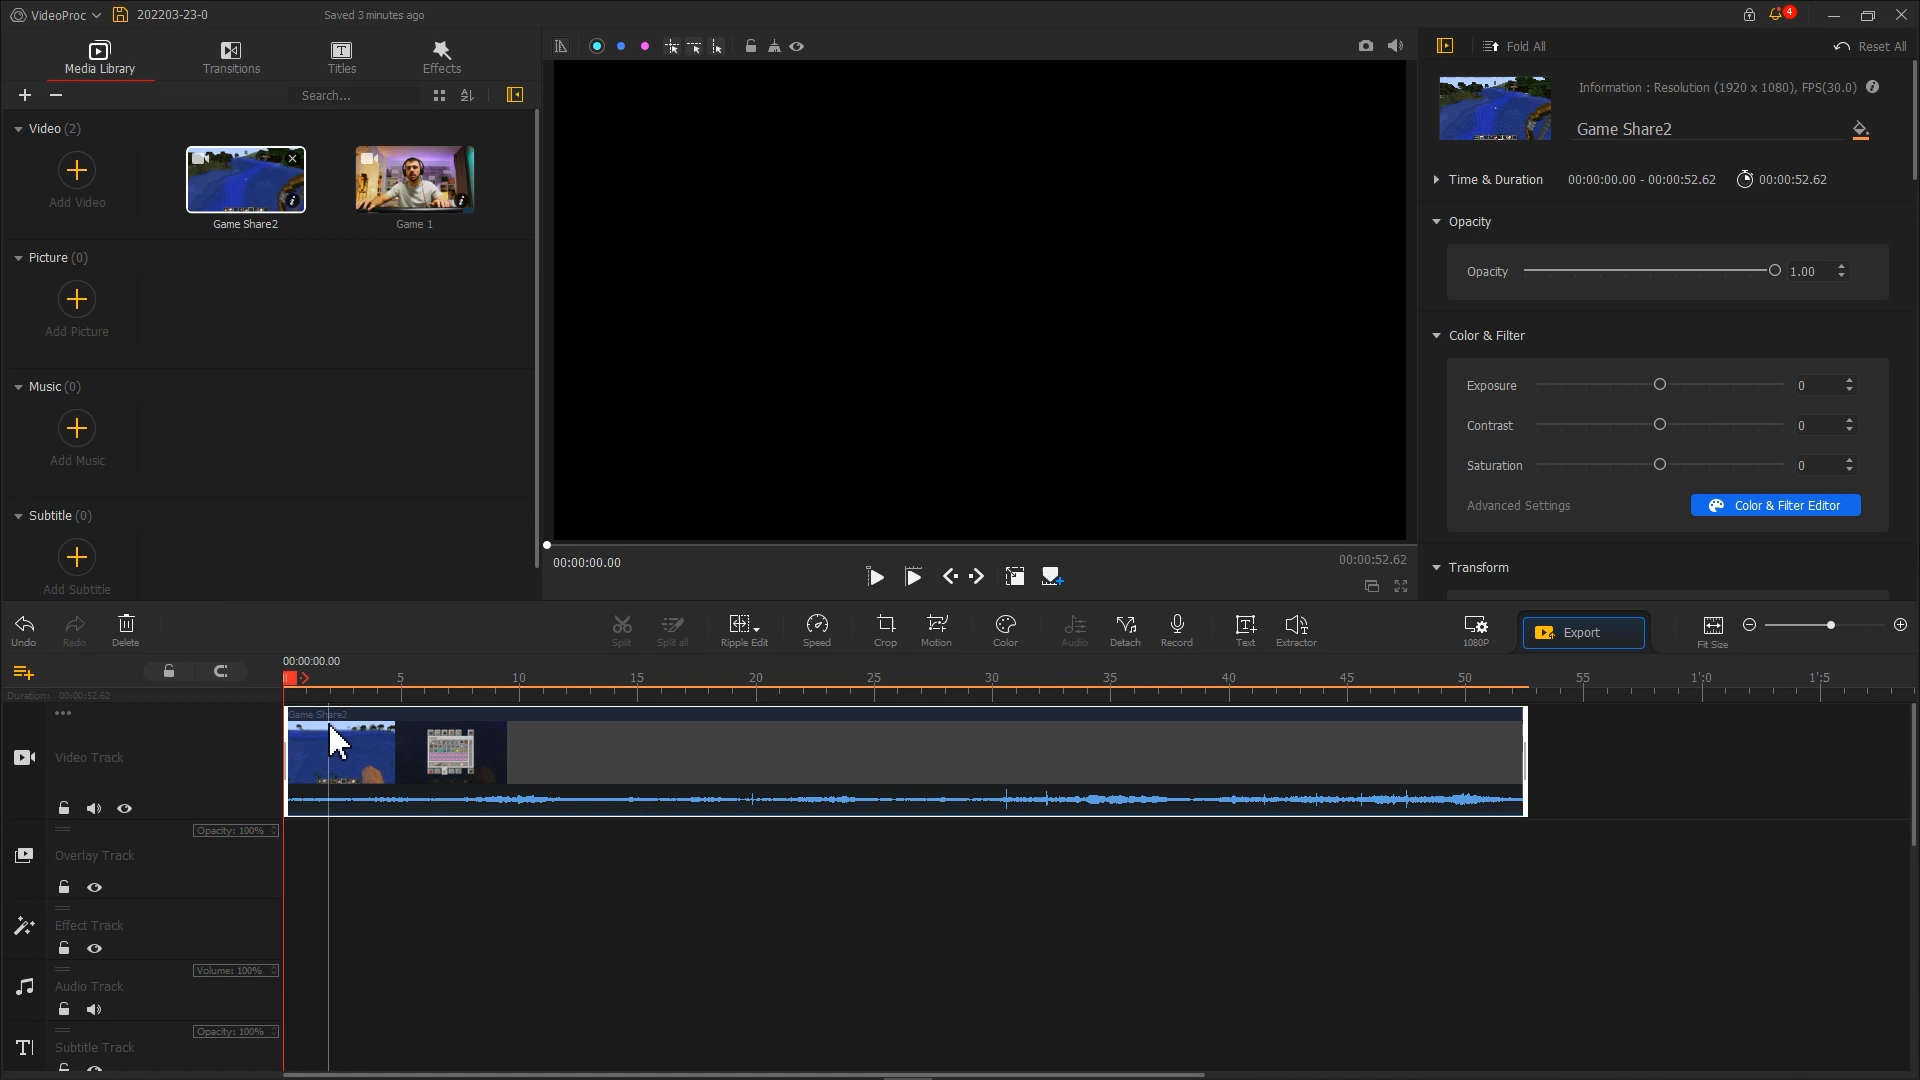 VideoProc
202203-23-0
Saved 3 minutes ago
4
Media Library
Transitions
Titles
Effects
Fold All
Reset All
Search...
Information : Resolution (1920 x 1080), FPS(30.0)
Game Share2
Video (2)
Add Video
Game Share2
Game 1
Time & Duration 00:00:00.00 - 00:00:52.62 00:00:52.62
Picture (0)
Add Picture
Opacity
Opacity 1.00
Music (0)
Add Music
Color & Filter
Exposure 0
Contrast 0
Saturation 0
Advanced Settings
Color & Filter Editor
Subtitle (0)
Add Subtitle
00:00:00.00
00:00:52.62
Transform
Undo
Redo
Delete
Split
Split all
Ripple Edit
Speed
Crop
Motion
Color
Audio
Detach
Record
Text
Extractor
1080P
Export
Fit Size
00:00:00.00
5 10 15 20 25 30 35 40 45 50 55 1':0 1':5
Duration: 00:00:52.62
Game Share2
Video Track
Opacity: 100%
Overlay Track
Effect Track
Volume: 100%
Audio Track
Opacity: 100%
Subtitle Track